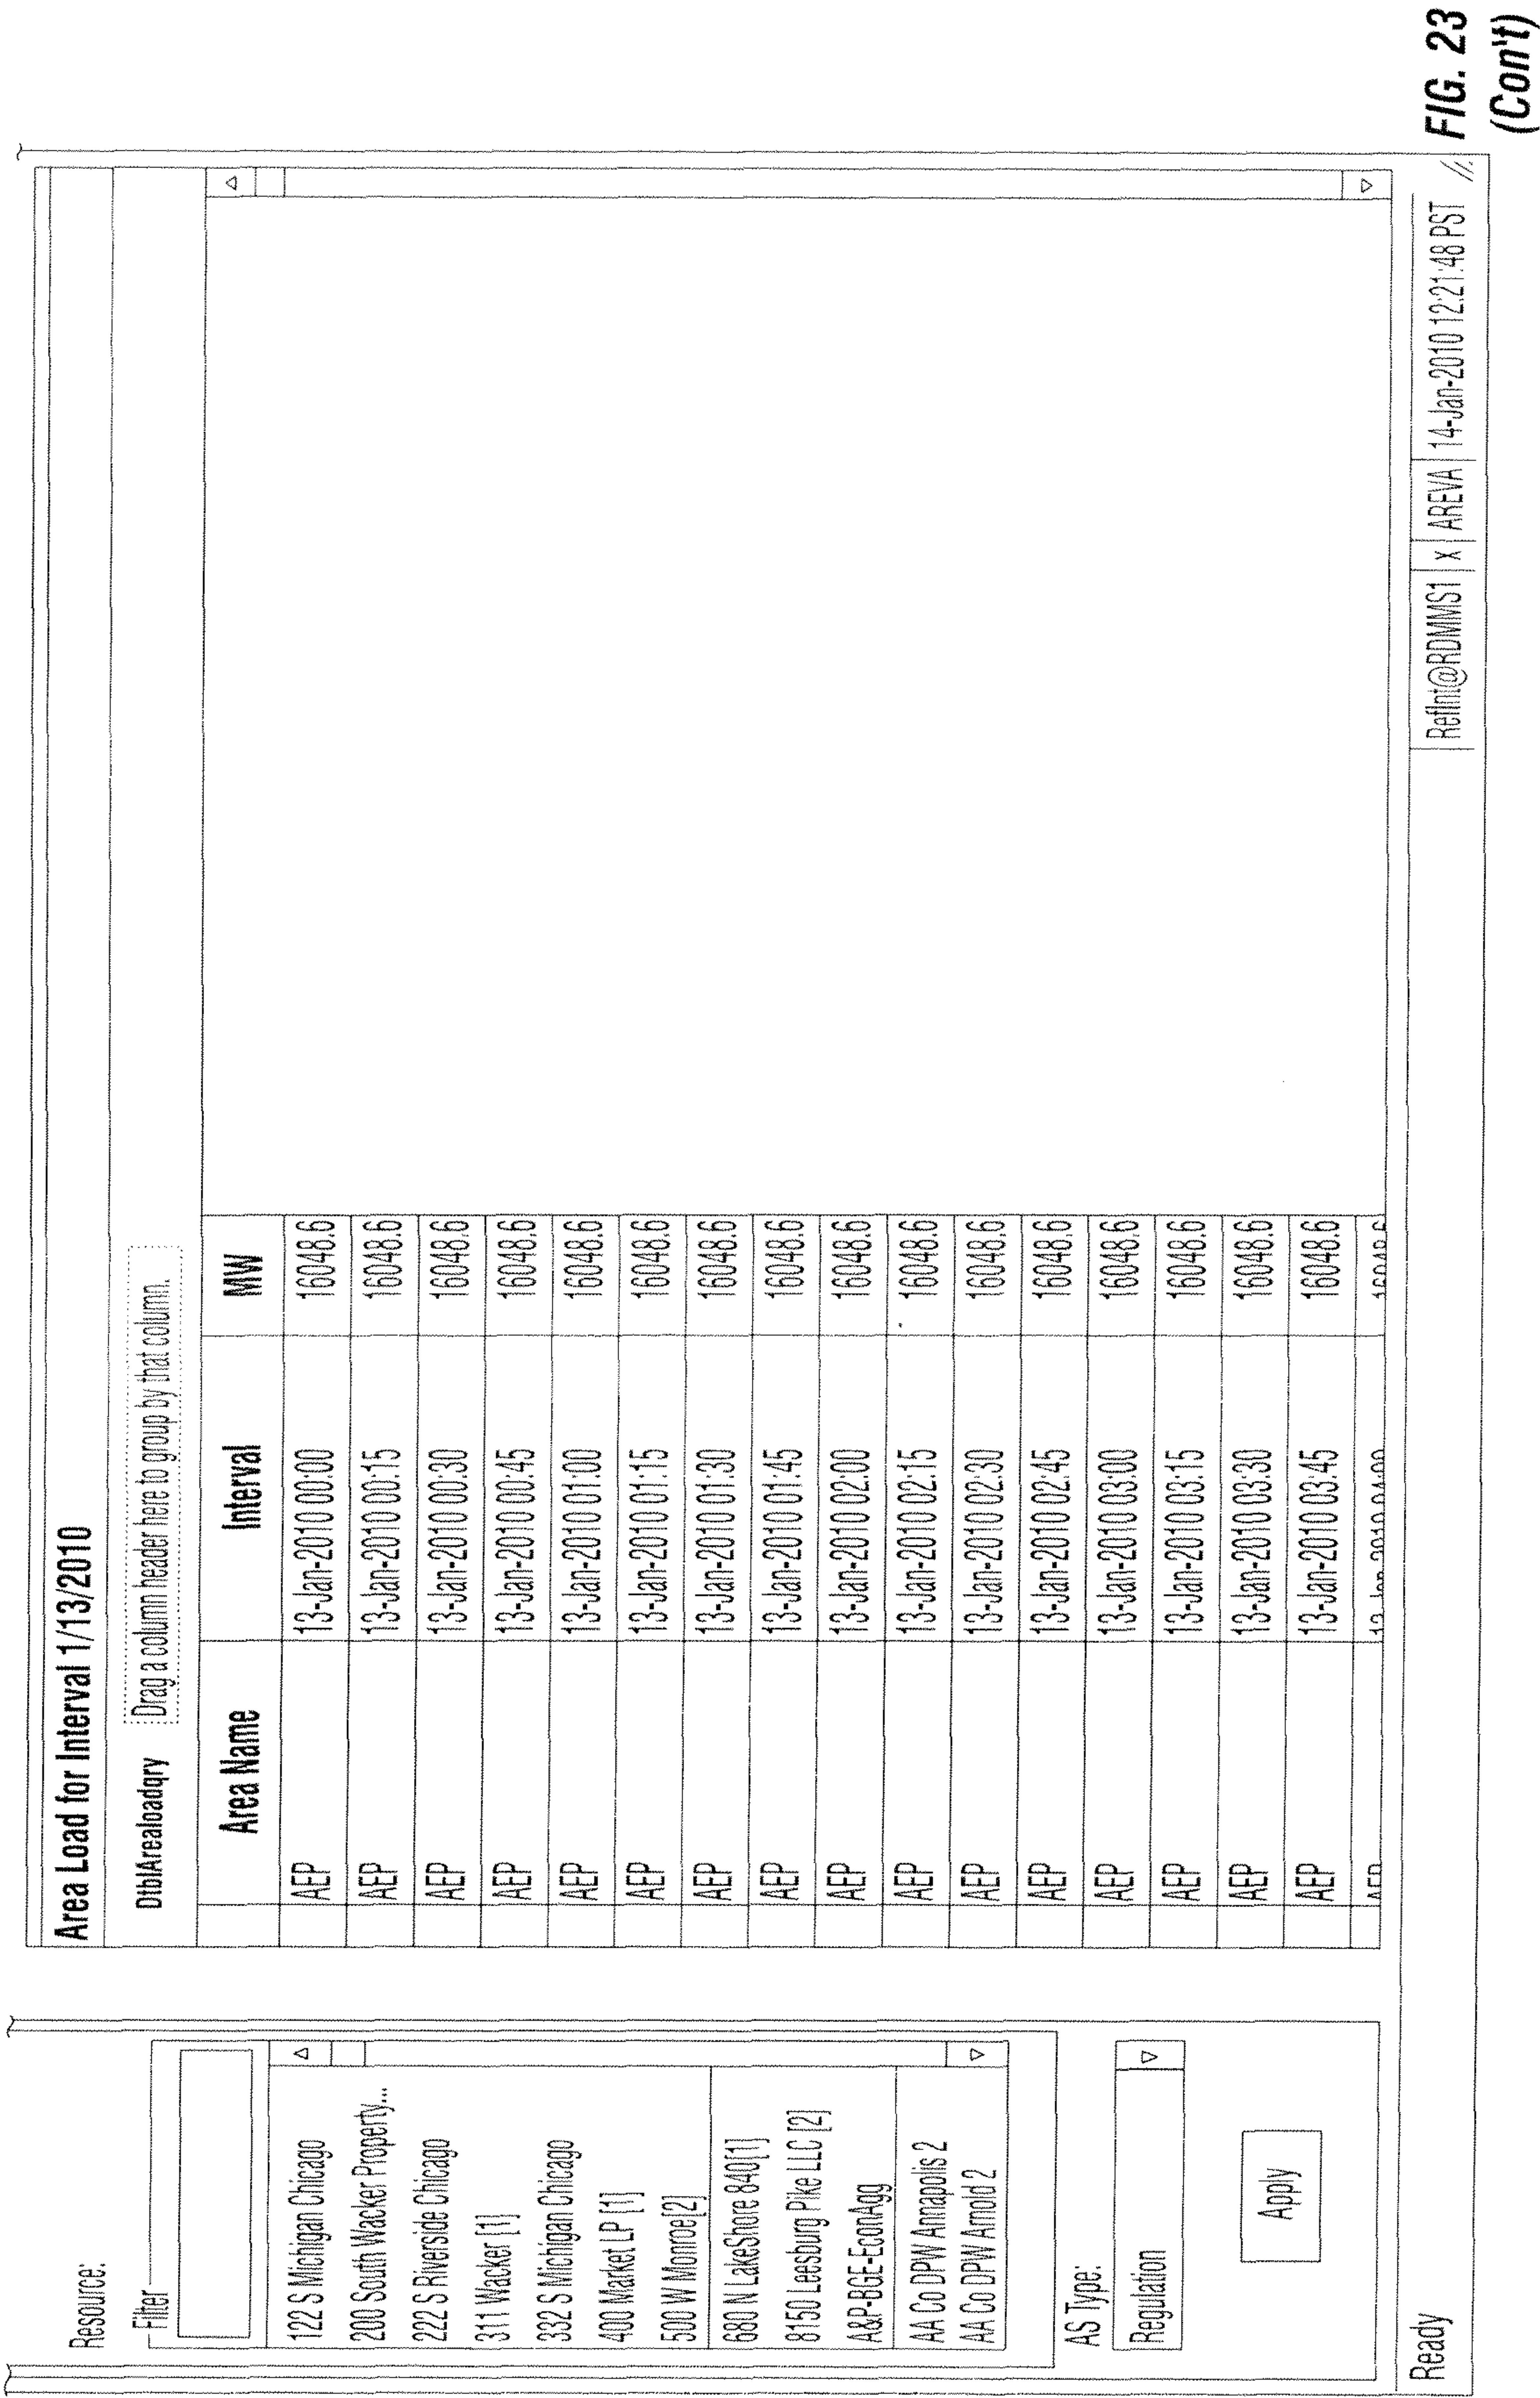 Resource:
Filter
122 S Michigan Chicago
200 South Wacker Property...
222 S Riverside Chicago
311 Wacker [1]
332 S Michigan Chicago
400 Market LP [1]
500 W Monroe[2]
680 N LakeShore 840[1]
8150 Leesburg Pike LLC [2]
A&P-BGE-EconAgg
AA Co DPW Annapolis 2
AA Co DPW Arnold 2
AS Type:
Regulation
Apply
Area Load for Interval 1/13/2010
DtblArealoadqry Drag a column header here to group by that column.
Area Name Interval MW
AEP 13-Jan-2010 00:00 16048.6
AEP 13-Jan-2010 00:15 16048.6
AEP 13-Jan-2010 00:30 16048.6
AEP 13-Jan-2010 00:45 16048.6
AEP 13-Jan-2010 01:00 16048.6
AEP 13-Jan-2010 01:15 16048.6
AEP 13-Jan-2010 01:30 16048.6
AEP 13-Jan-2010 01:45 16048.6
AEP 13-Jan-2010 02:00 16048.6
AEP 13-Jan-2010 02:15 16048.6
AEP 13-Jan-2010 02:30 16048.6
AEP 13-Jan-2010 02:45 16048.6
AEP 13-Jan-2010 03:00 16048.6
AEP 13-Jan-2010 03:15 16048.6
AEP 13-Jan-2010 03:30 16048.6
AEP 13-Jan-2010 03:45 16048.6
AEP 13-Jan-2010 04:00 16048.6
Ready
RefInt@RDMMS1 X AREVA 14-Jan-2010 12:21:48 PST
FIG. 23
(Con't)